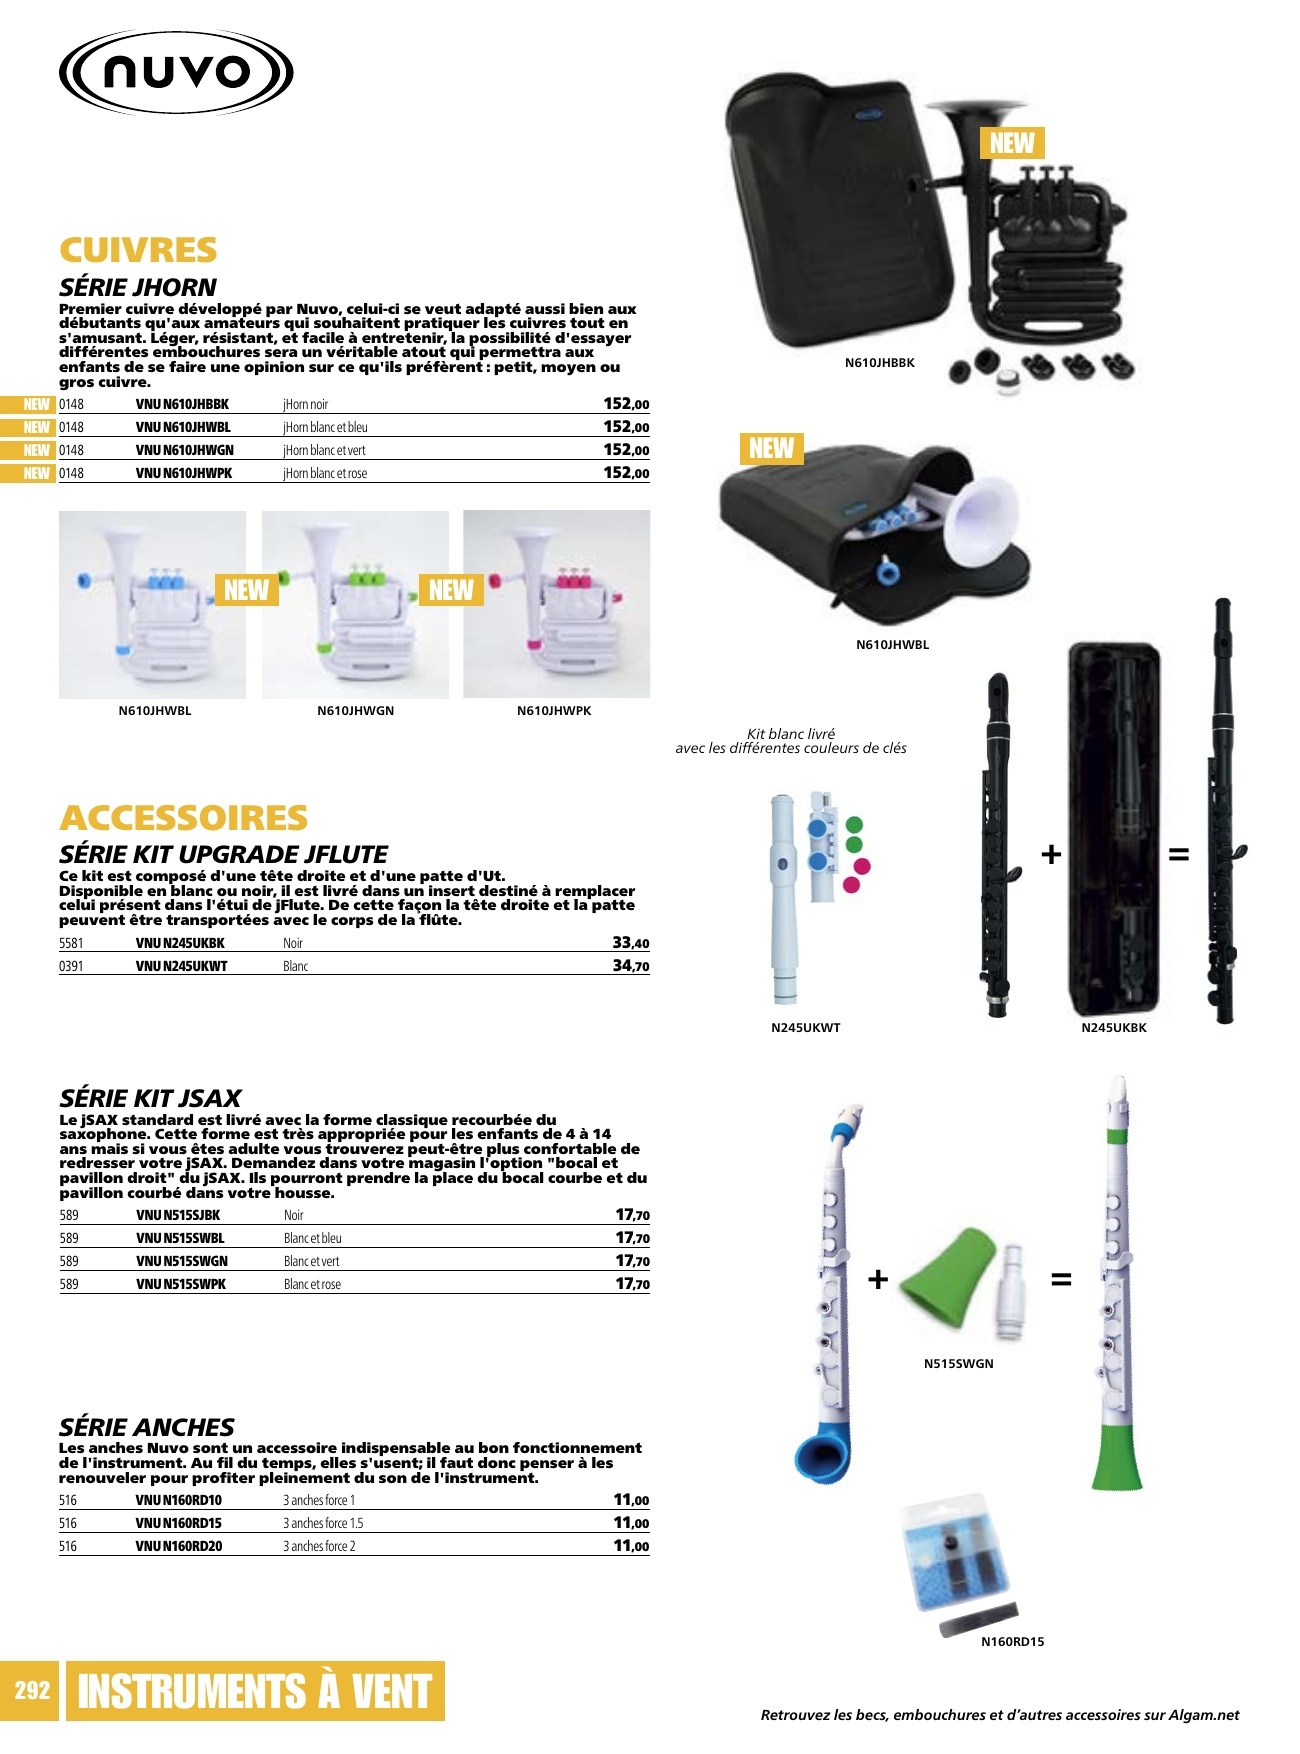 nuvo
CUIVRES
SÉRIE JHORN
Premier cuivre développé par Nuvo, celui-ci se veut adapté aussi bien aux
débutants qu'aux amateurs qui souhaitent pratiquer les cuivres tout en
s'amusant. Léger, résistant, et facile à entretenir, la possibilité d'essayer
différentes embouchures sera un véritable atout qui permettra aux
enfants de se faire une opinion sur ce qu'ils préfèrent : petit, moyen ou
gros cuivre.
NEW 0148 VNU N610JHBBK jHorn noir 152,00
NEW 0148 VNU N610JHWBL jHorn blanc et bleu 152,00
NEW 0148 VNU N610JHWGN jHorn blanc et vert 152,00
NEW 0148 VNU N610JHWPK jHorn blanc et rose 152,00
NEW NEW
N610JHWBL N610JHWGN N610JHWPK
NEW
N610JHBBK
NEW
N610JHWBL
ACCESSOIRES
SÉRIE KIT UPGRADE JFLUTE
Ce kit est composé d'une tête droite et d'une patte d'Ut.
Disponible en blanc ou noir, il est livré dans un insert destiné à remplacer
celui présent dans l'étui de jFlute. De cette façon la tête droite et la patte
peuvent être transportées avec le corps de la flûte.
5581 VNU N245UKBK Noir 33,40
0391 VNU N245UKWT Blanc 34,70
Kit blanc livré
avec les différentes couleurs de clés
+ =
N245UKWT N245UKBK
SÉRIE KIT JSAX
Le jSAX standard est livré avec la forme classique recourbée du
saxophone. Cette forme est très appropriée pour les enfants de 4 à 14
ans mais si vous êtes adulte vous trouverez peut-être plus confortable de
redresser votre jSAX. Demandez dans votre magasin l'option "bocal et
pavillon droit" du jSAX. Ils pourront prendre la place du bocal courbe et du
pavillon courbé dans votre housse.
589 VNU N515SJBK Noir 17,70
589 VNU N515SWBL Blanc et bleu 17,70
589 VNU N515SWGN Blanc et vert 17,70
589 VNU N515SWPK Blanc et rose 17,70
+ =
N515SWGN
SÉRIE ANCHES
Les anches Nuvo sont un accessoire indispensable au bon fonctionnement
de l'instrument. Au fil du temps, elles s'usent; il faut donc penser à les
renouveler pour profiter pleinement du son de l'instrument.
516 VNU N160RD10 3 anches force 1 11,00
516 VNU N160RD15 3 anches force 1.5 11,00
516 VNU N160RD20 3 anches force 2 11,00
N160RD15
292 INSTRUMENTS À VENT
Retrouvez les becs, embouchures et d’autres accessoires sur Algam.net